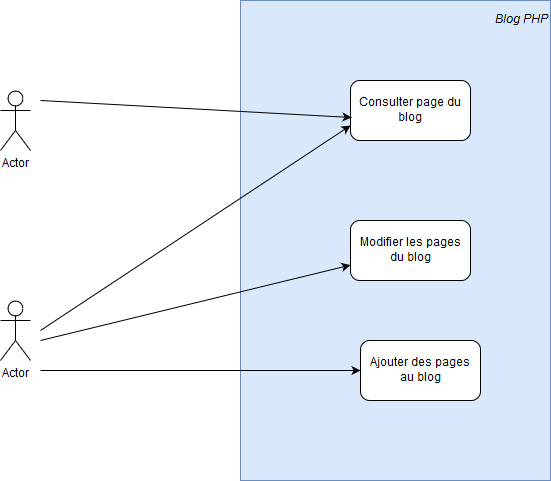 Blog PHP
Consulter page du
blog
Actor
Modifier les pages
du blog
Ajouter des pages
au blog
Actor